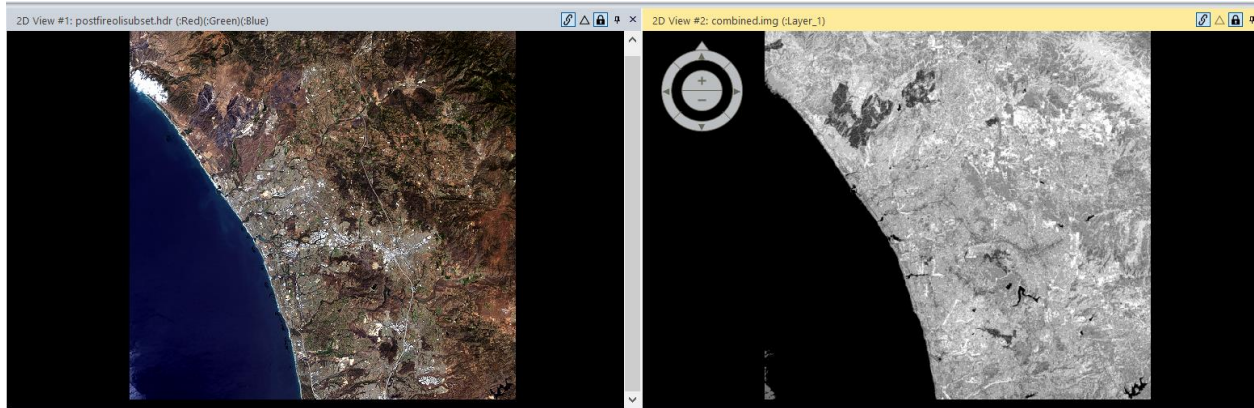 2D View #1: postfireolisubset.hdr (:Red)(:Green)(:Blue)
2D View #2: combined.img (:Layer_1)